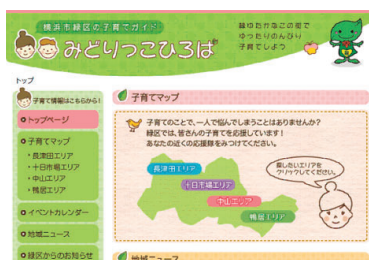 横浜市緑区の子育てガイド
みどりっこひろば
緑ゆたかなこの街で
ゆったりのんびり
子育てしよう
トップ
子育て情報はこちらから!
トップページ
子育てマップ
・長津田エリア
・十日市場エリア
・中山エリア
・鴨居エリア
イベントカレンダー
地域ニュース
緑区からのお知らせ
子育てマップ
子育てのことで、一人で悩んでしまうことはありませんか?
緑区では、皆さんの子育てを応援しています!
あなたの近くの応援隊をみつけてください。
長津田エリア
十日市場エリア
中山エリア
鴨居エリア
探したいエリアを
クリックしてください。
地域ニュース